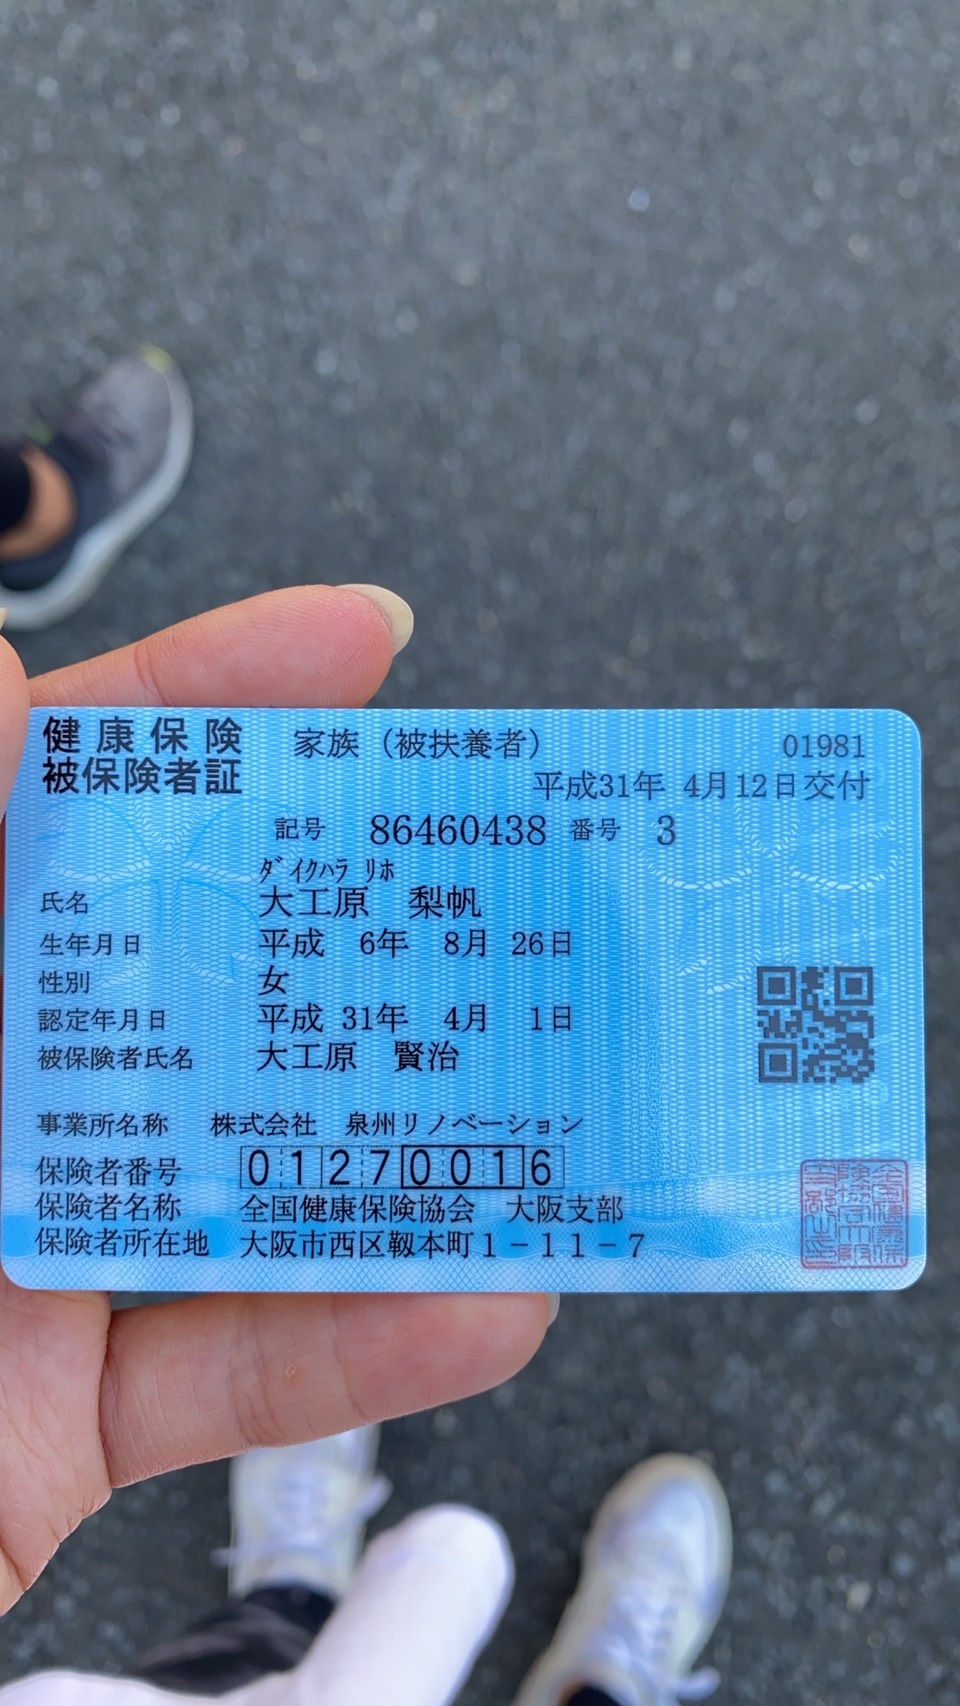 健康保険 家族（被扶養者） 01981
被保険者証 平成31年 4月12日交付
記号 86460438 番号 3
ﾀﾞｲｸﾊﾗ ﾘﾎ
氏名 大工原 梨帆
生年月日 平成 6年 8月 26日
性別 女
認定年月日 平成 31年 4月 1日
被保険者氏名 大工原 賢治
事業所名称 株式会社 泉州リノベーション
保険者番号 01270016
保険者名称 全国健康保険協会 大阪支部
保険者所在地 大阪市西区靱本町１－１１－７